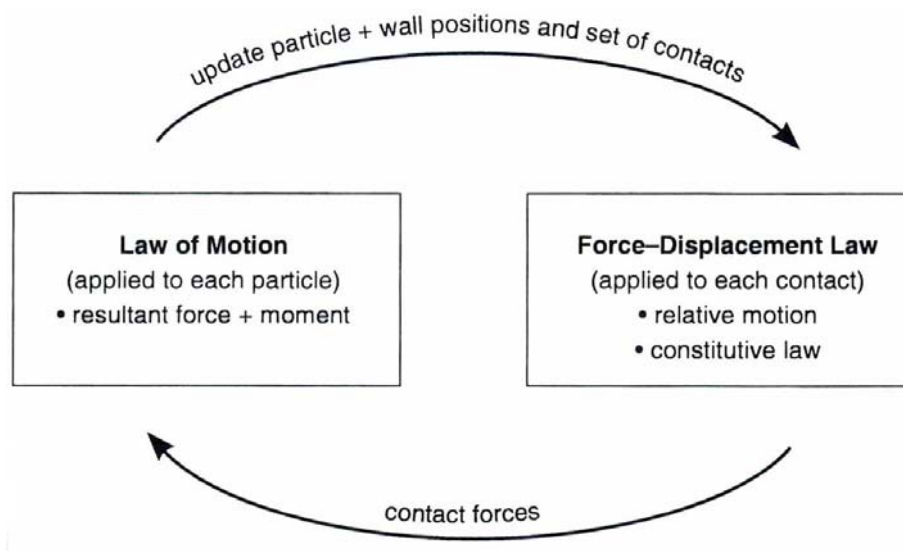 update particle + wall positions and set of contacts
Law of Motion
(applied to each particle)
• resultant force + moment
Force–Displacement Law
(applied to each contact)
• relative motion
• constitutive law
contact forces